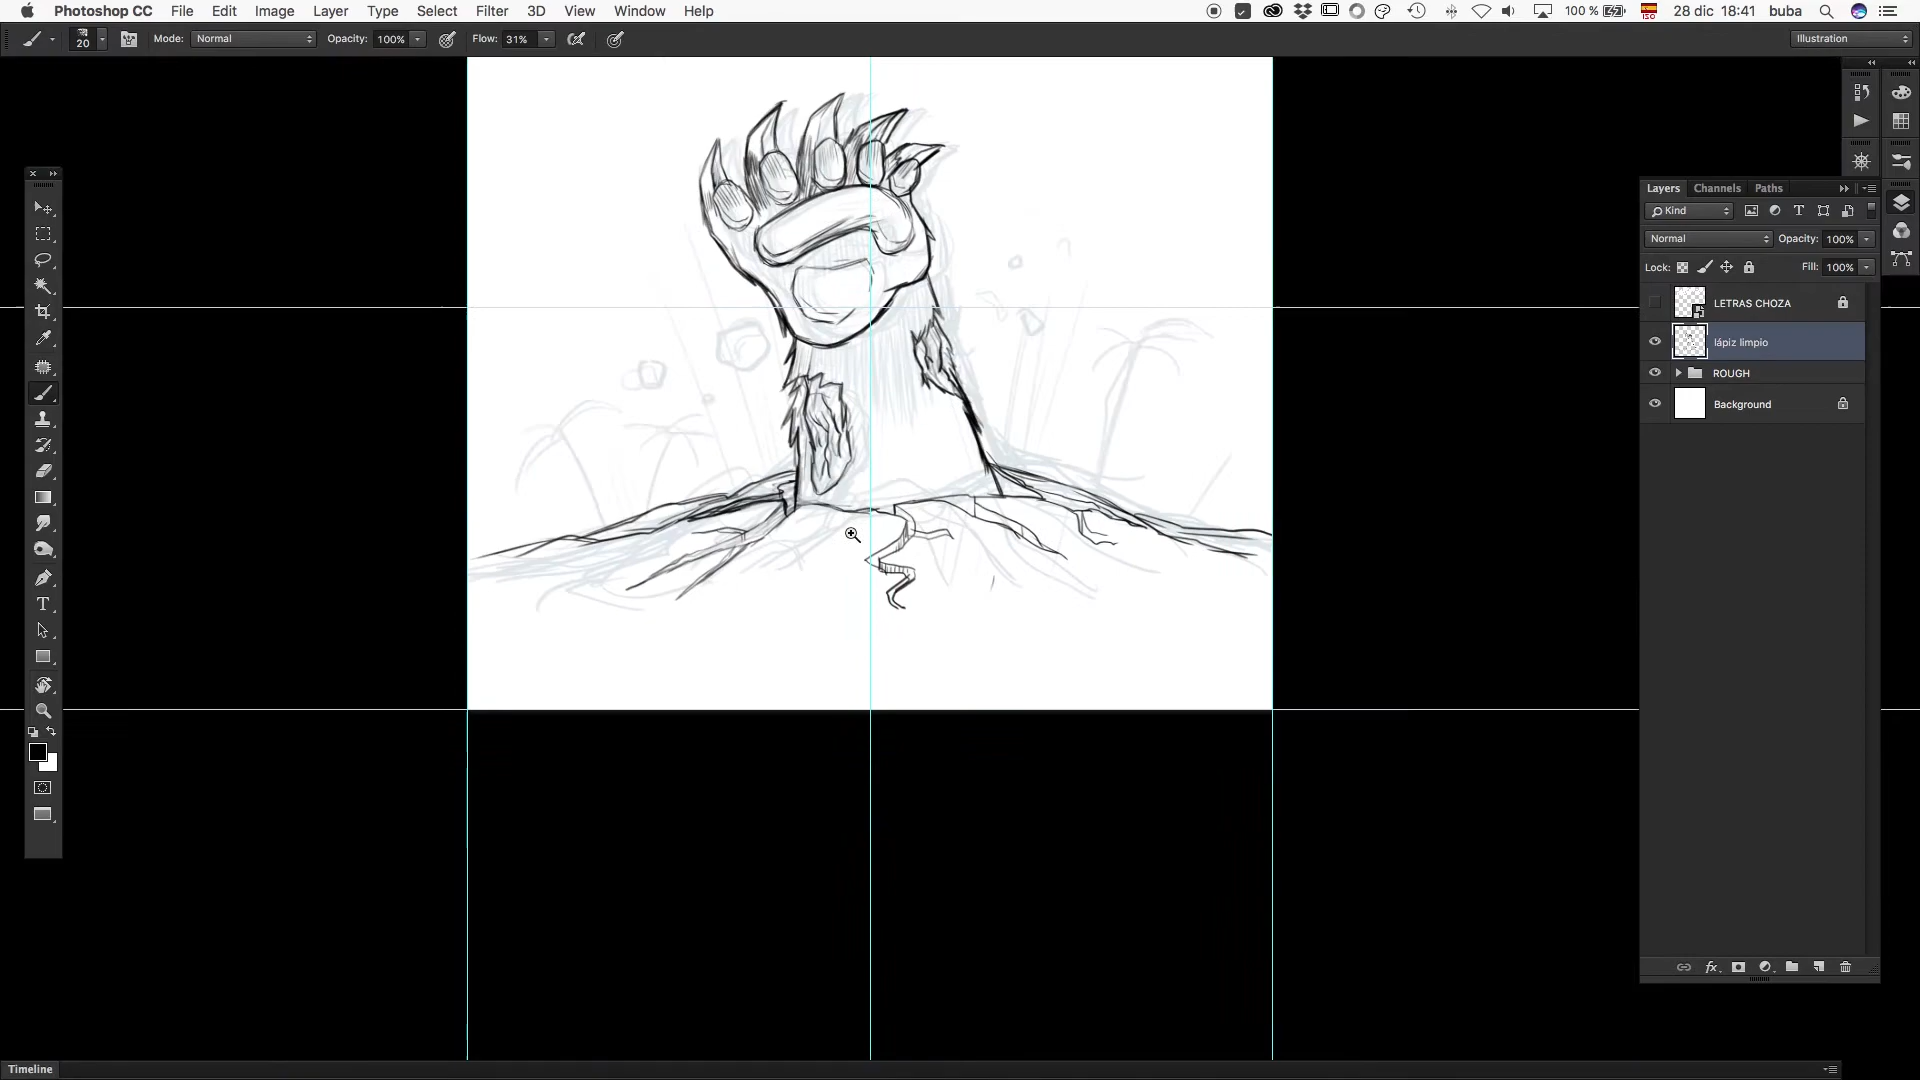 Photoshop CC File Edit Image Layer Type Select Filter 3D View Window Help 100 % ISO 28 dic 18:41 buba
20 Mode: Normal Opacity: 100% Flow: 31% Illustration
Layers Channels Paths
Kind
Normal Opacity: 100%
Lock: Fill: 100%
LETRAS CHOZA
lápiz limpio
ROUGH
Background
Timeline